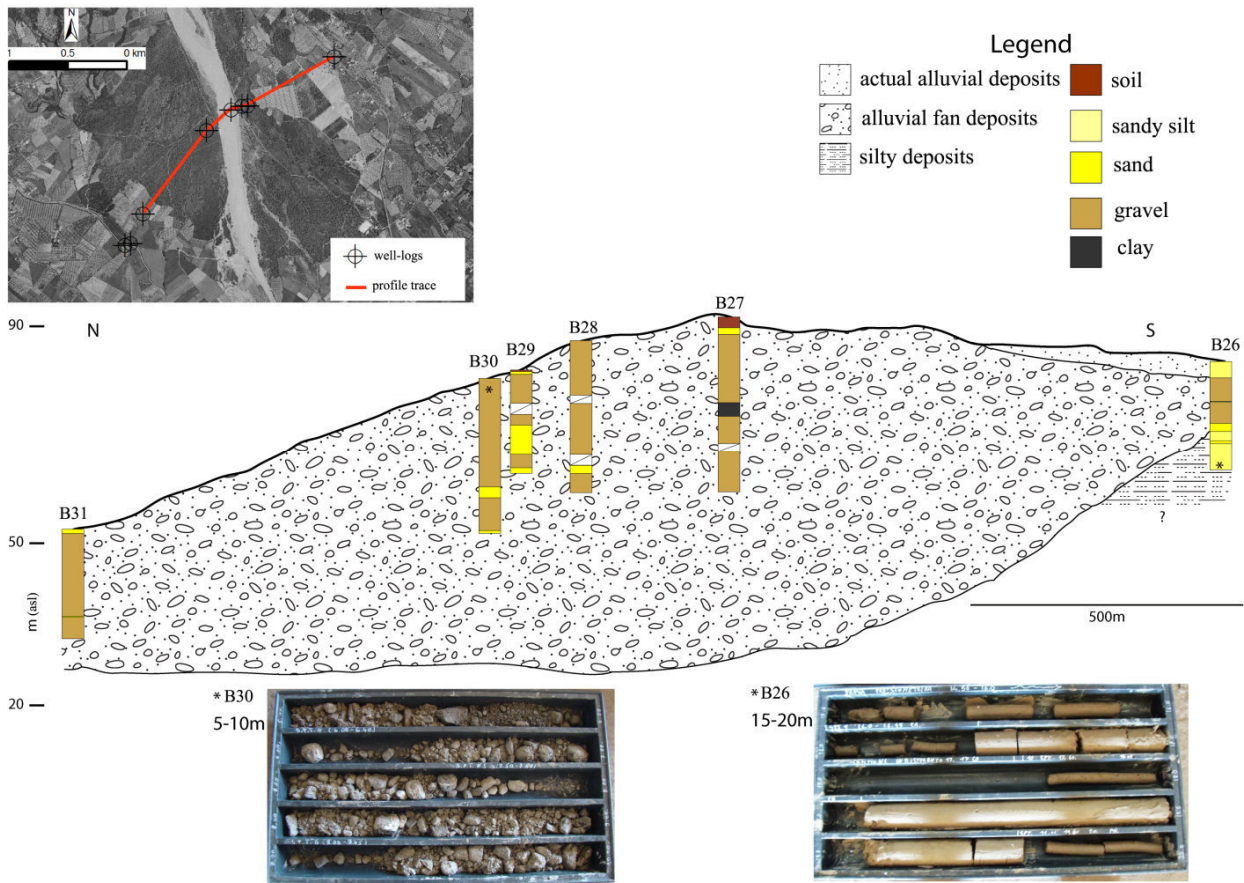 N
1 0.5 0 km
well-logs
profile trace
Legend
actual alluvial deposits
alluvial fan deposits
silty deposits
soil
sandy silt
sand
gravel
clay
90
N
B30
B29
B28
B27
S
B26
*
*
?
B31
50
m (asl)
500m
20
*B30
5-10m
*B26
15-20m